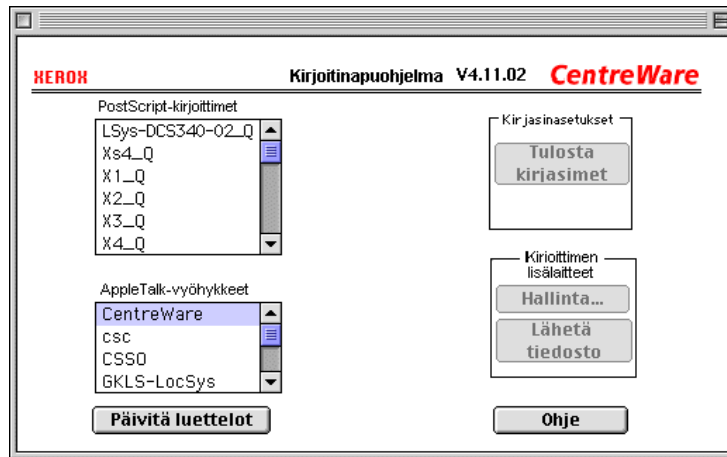 XEROX Kirjoitinapuohjelma V4.11.02 CentreWare
PostScript-kirjoittimet
LSys-DCS340-02_Q
Xs4_Q
X1_Q
X2_Q
X3_Q
X4_Q
Kirjasinasetukset
Tulosta
kirjasimet
AppleTalk-vyöhykkeet
CentreWare
csc
CSSO
GKLS-LocSys
Kirioittimen
lisälaitteet
Hallinta...
Lähetä
tiedosto
Päivitä luettelot
Ohje